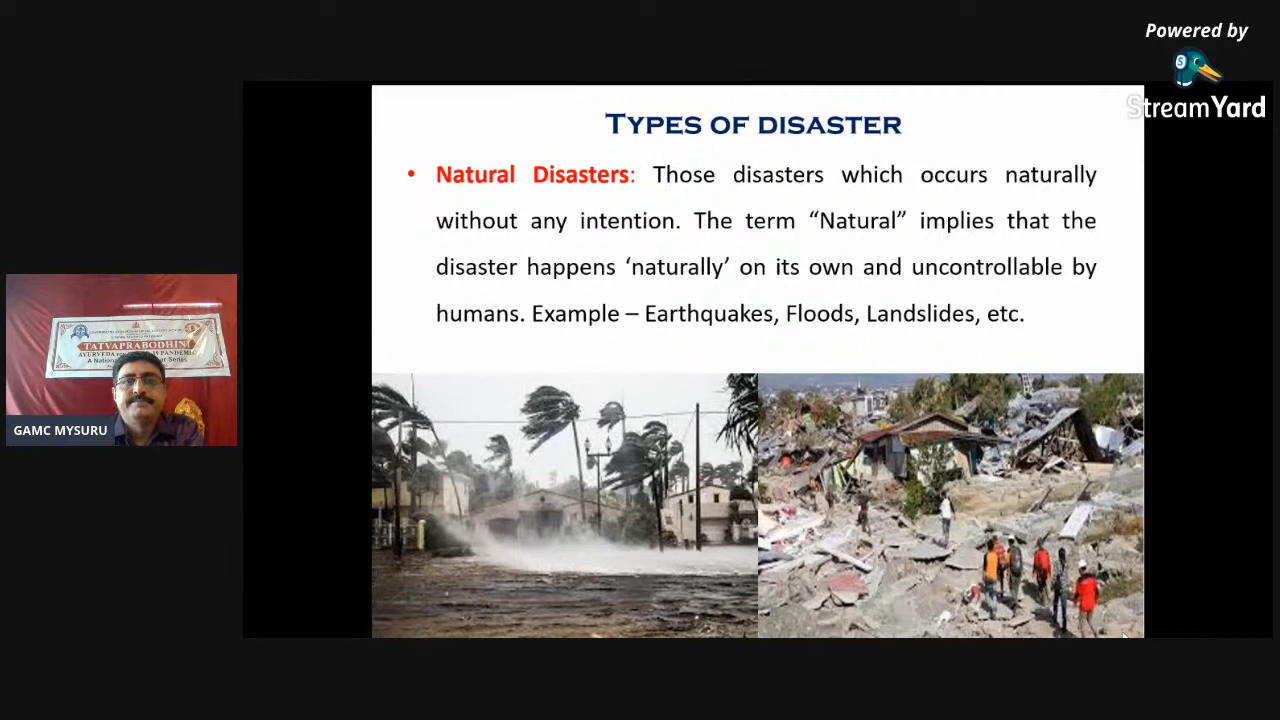 Powered by
StreamYard
TYPES OF DISASTER
• Natural Disasters: Those disasters which occurs naturally
without any intention. The term “Natural” implies that the
disaster happens ‘naturally’ on its own and uncontrollable by
humans. Example – Earthquakes, Floods, Landslides, etc.
TATVAPRABODHINI
GAMC MYSURU